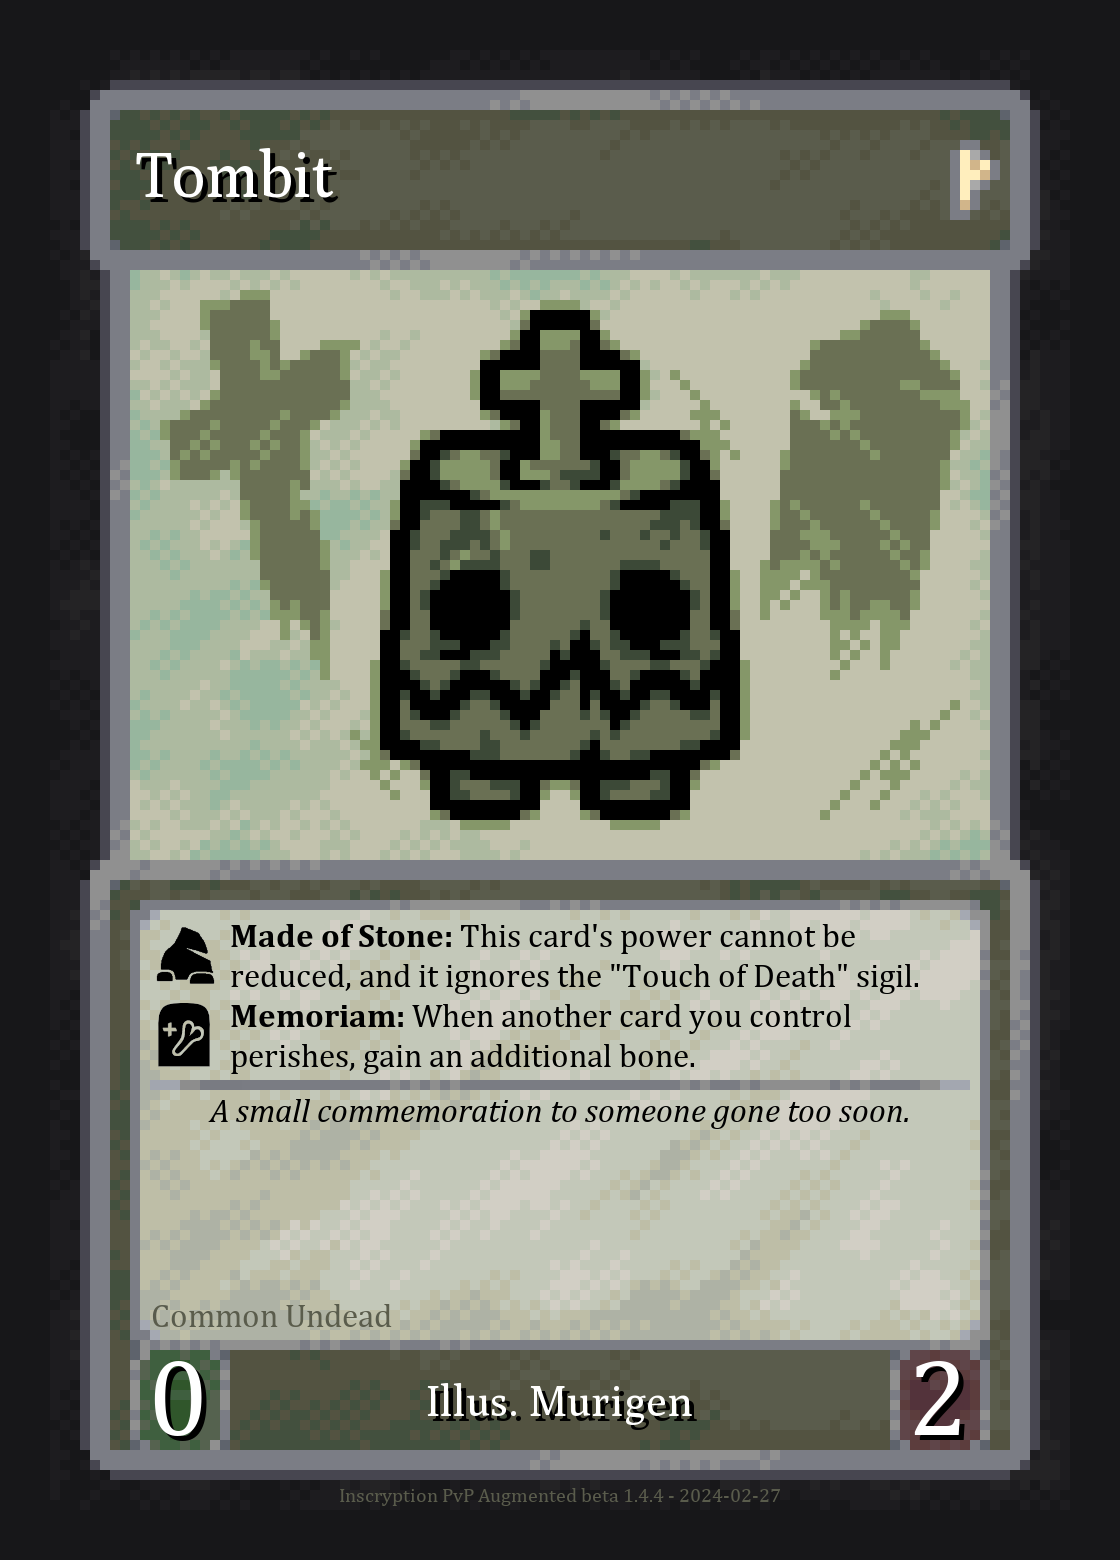 Tombit
Made of Stone: This card's power cannot be
reduced, and it ignores the "Touch of Death" sigil.
Memoriam: When another card you control
perishes, gain an additional bone.
A small commemoration to someone gone too soon.
Common Undead
0
Illus. Murigen
2
Inscryption PvP Augmented beta 1.4.4 - 2024-02-27